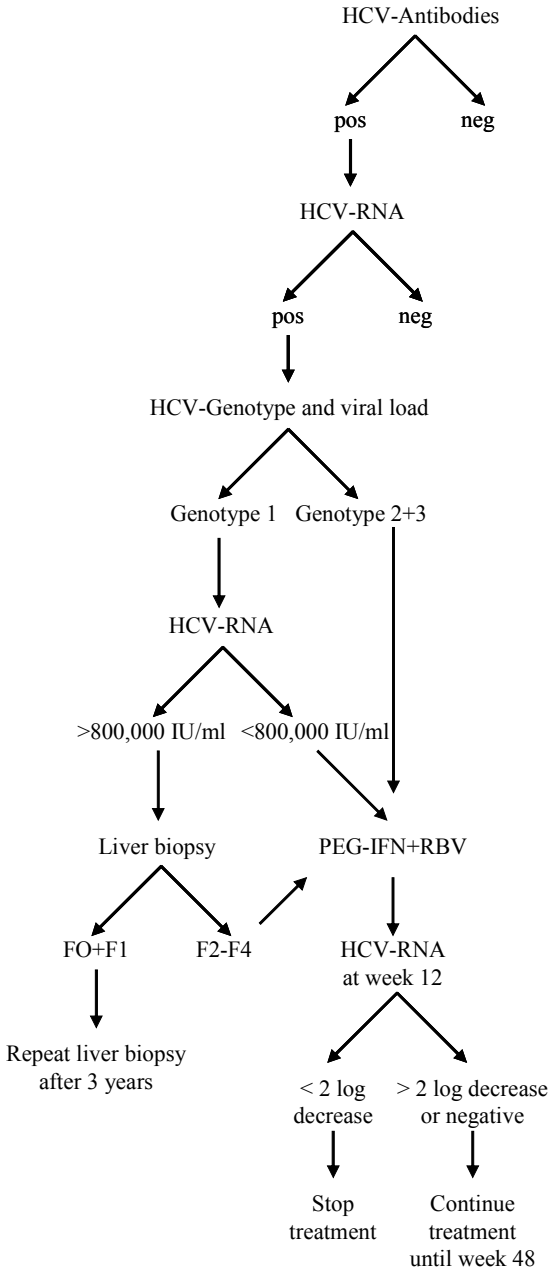 HCV-Antibodies
pos
neg
HCV-RNA
pos
neg
HCV-Genotype and viral load
Genotype 1
Genotype 2+3
HCV-RNA
>800,000 IU/ml
<800,000 IU/ml
Liver biopsy
PEG-IFN+RBV
FO+F1
F2-F4
HCV-RNA
at week 12
Repeat liver biopsy
after 3 years
< 2 log
decrease
> 2 log decrease
or negative
Stop
treatment
Continue
treatment
until week 48